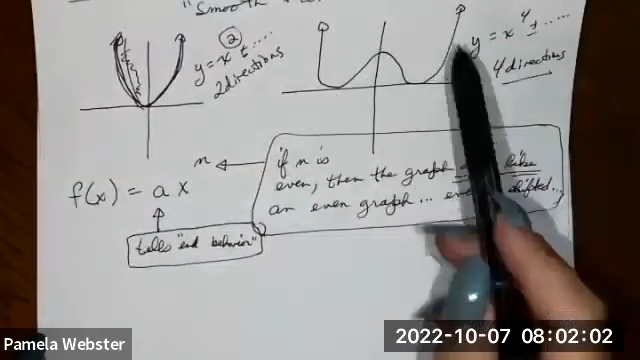 "Smooth
y = x² ± .....
2 directions
y = x⁴ ± .....
4 directions
f(x) = a xⁿ
if n is
even, then the graph ... like
an even graph ... even shifted...
tells "end behavior"
Pamela Webster
2022-10-07 08:02:02